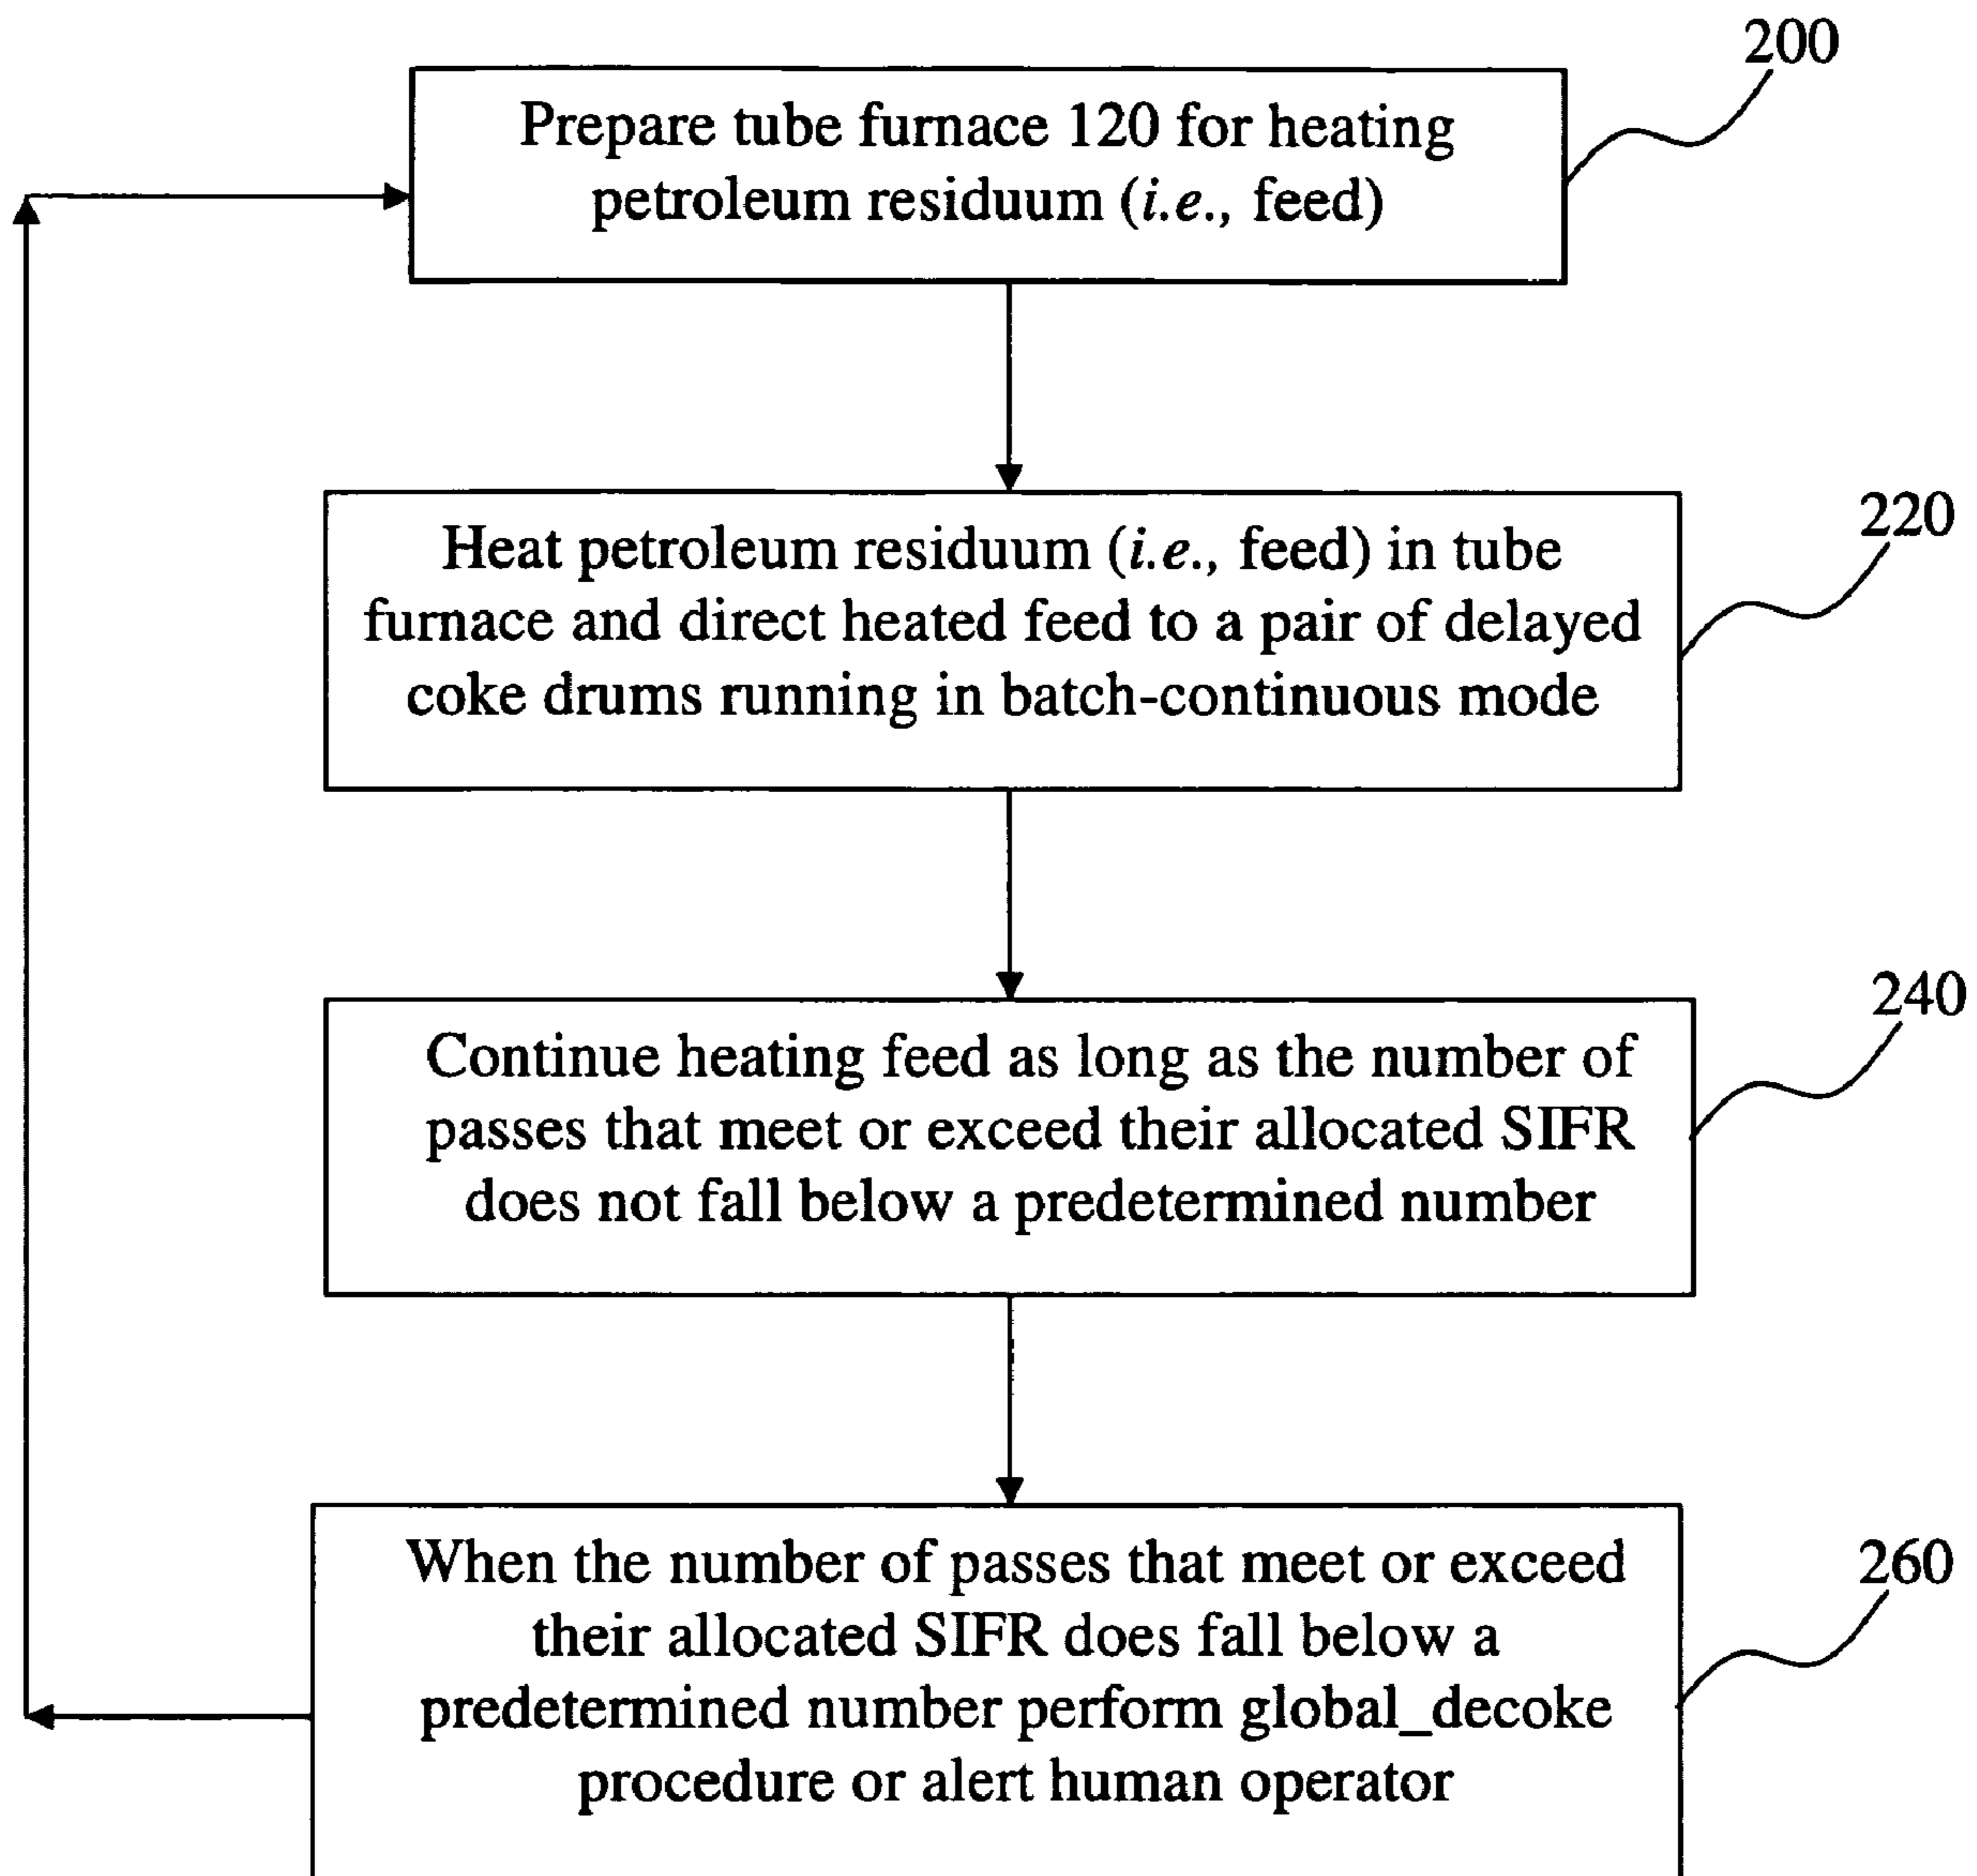 200
Prepare tube furnace 120 for heating
petroleum residuum (i.e., feed)
220
Heat petroleum residuum (i.e., feed) in tube
furnace and direct heated feed to a pair of delayed
coke drums running in batch-continuous mode
240
Continue heating feed as long as the number of
passes that meet or exceed their allocated SIFR
does not fall below a predetermined number
260
When the number of passes that meet or exceed
their allocated SIFR does fall below a
predetermined number perform global_decoke
procedure or alert human operator